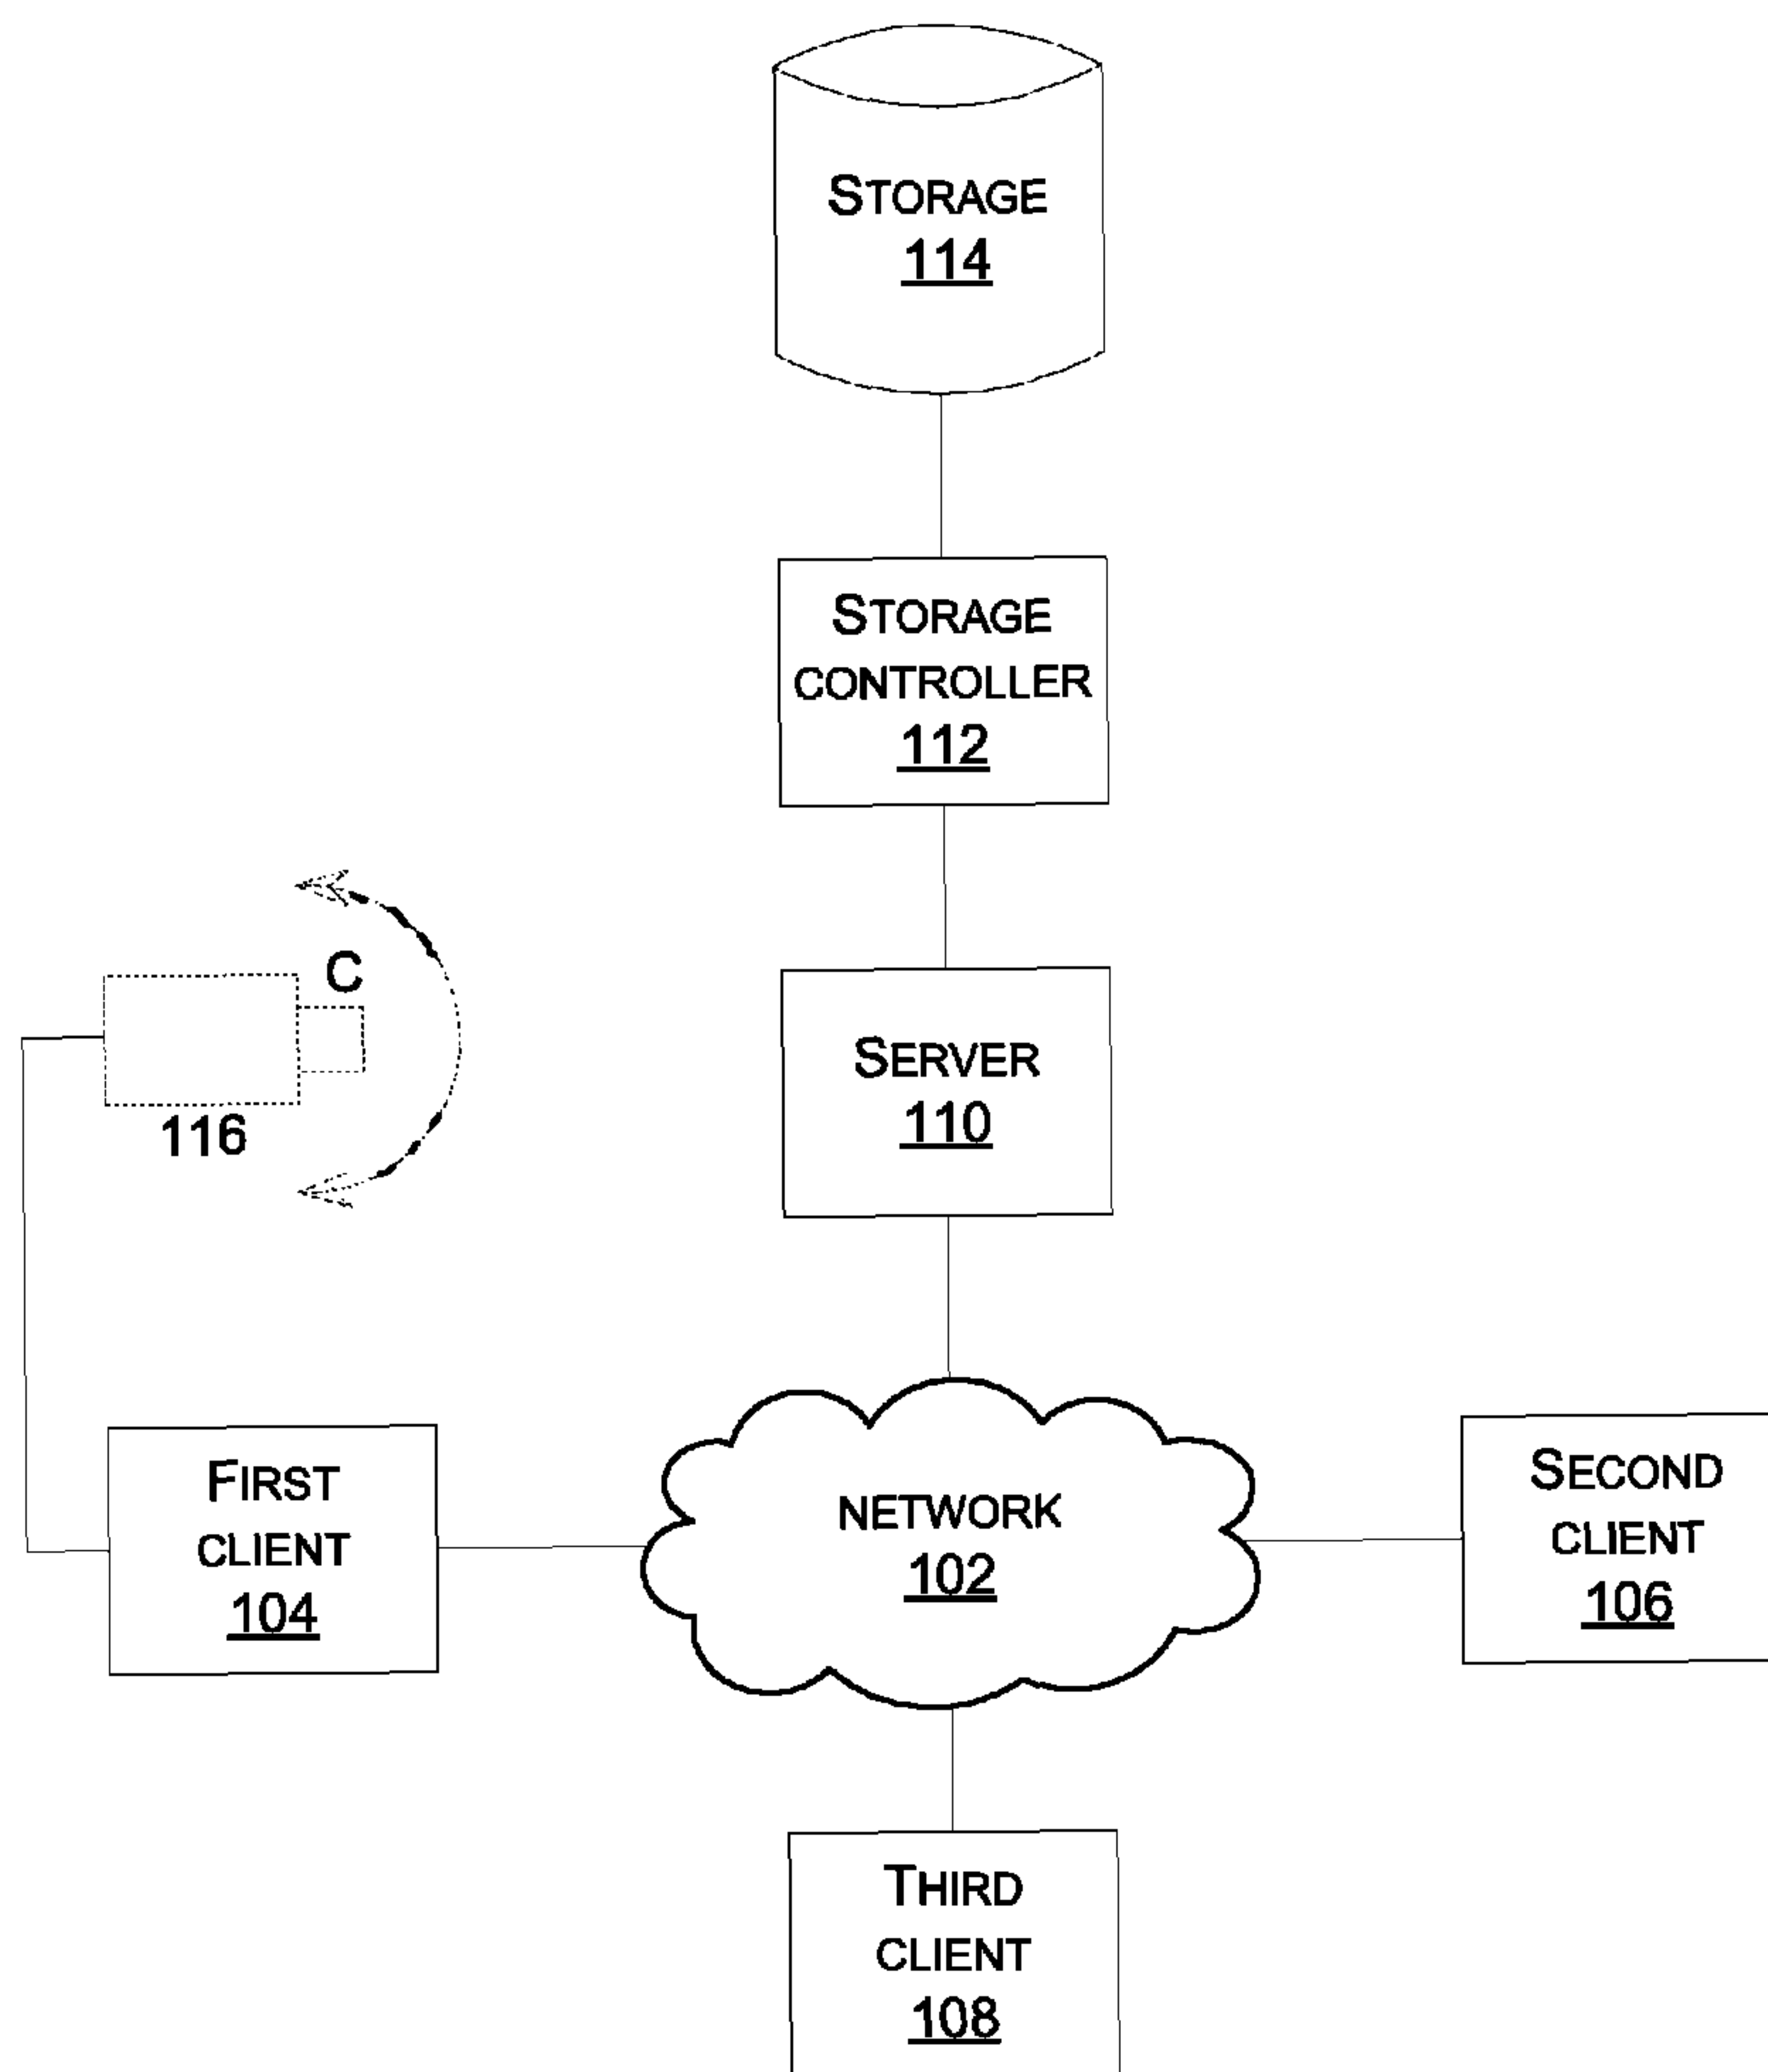 STORAGE
114
STORAGE
CONTROLLER
112
C
116
SERVER
110
FIRST
CLIENT
104
NETWORK
102
SECOND
CLIENT
106
THIRD
CLIENT
108